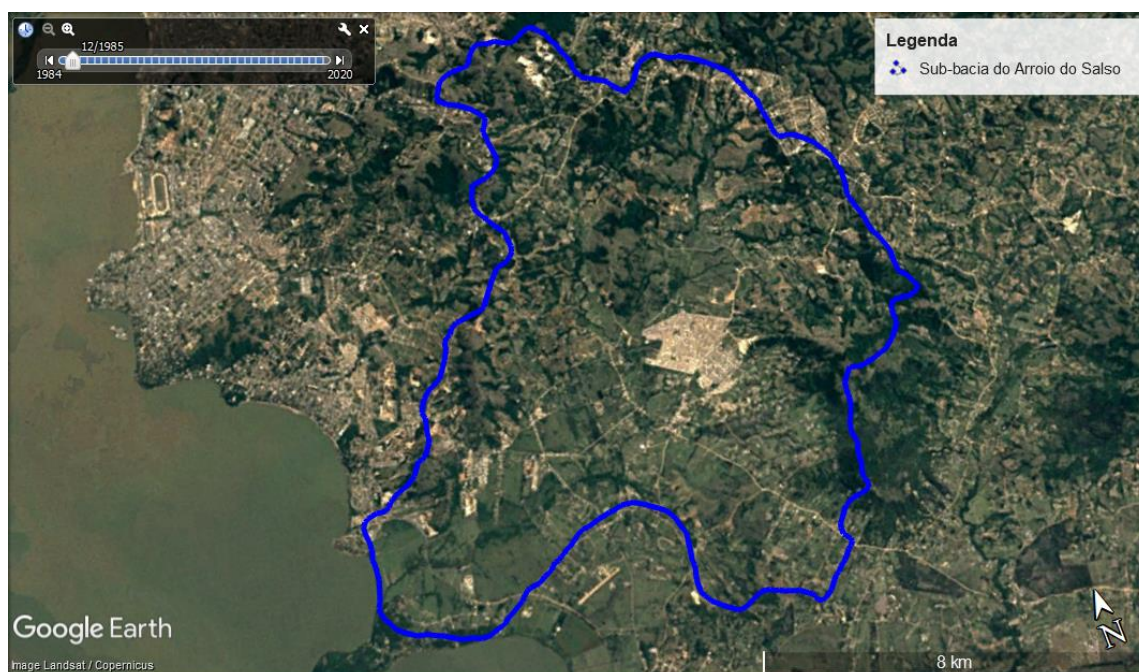 12/1985
1984 2020
Legenda
Sub-bacia do Arroio do Salso
Google Earth
Image Landsat / Copernicus
8 km
N